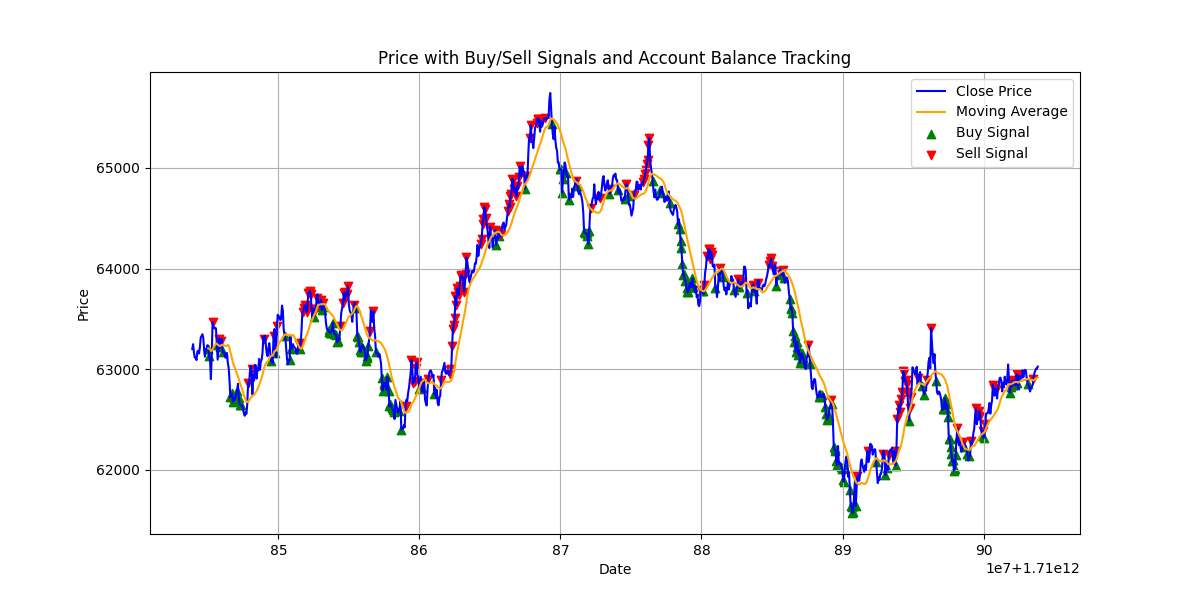 Price with Buy/Sell Signals and Account Balance Tracking
Close Price
Moving Average
Buy Signal
Sell Signal
65000
64000
63000
62000
Price
85 86 87 88 89 90
Date
1e7+1.71e12